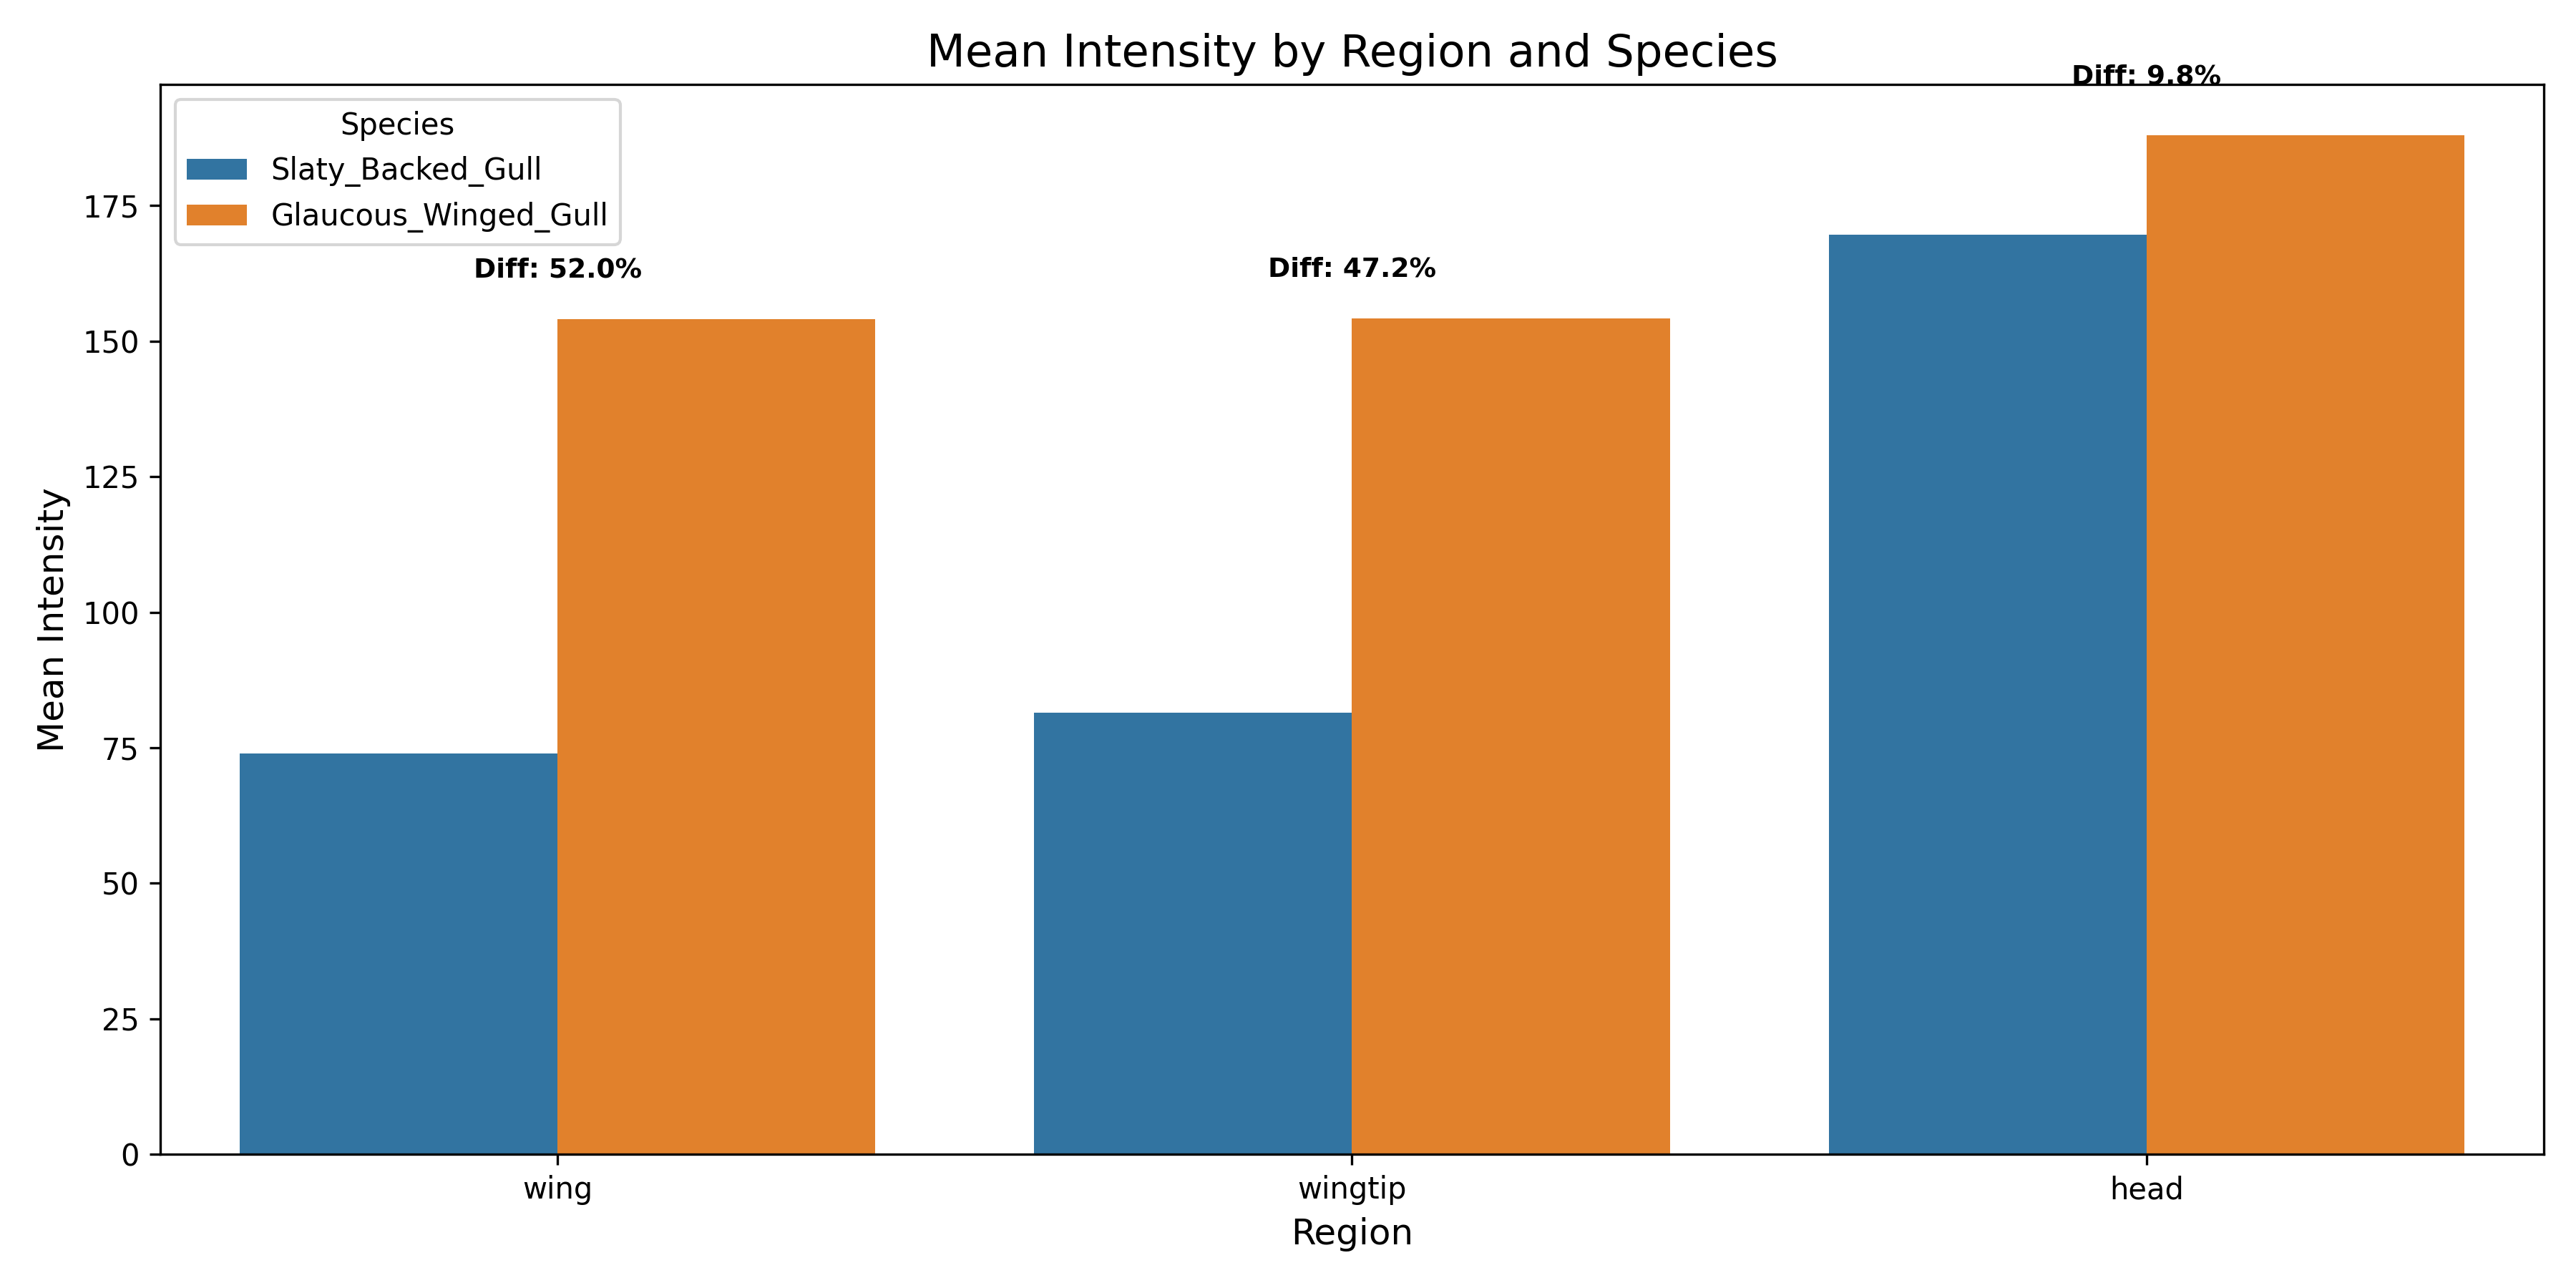 Mean Intensity by Region and Species
Diff: 9.8%
Species
Slaty_Backed_Gull
Glaucous_Winged_Gull
Diff: 52.0%
Diff: 47.2%
175
150
125
100
75
50
25
0
Mean Intensity
wing
wingtip
head
Region